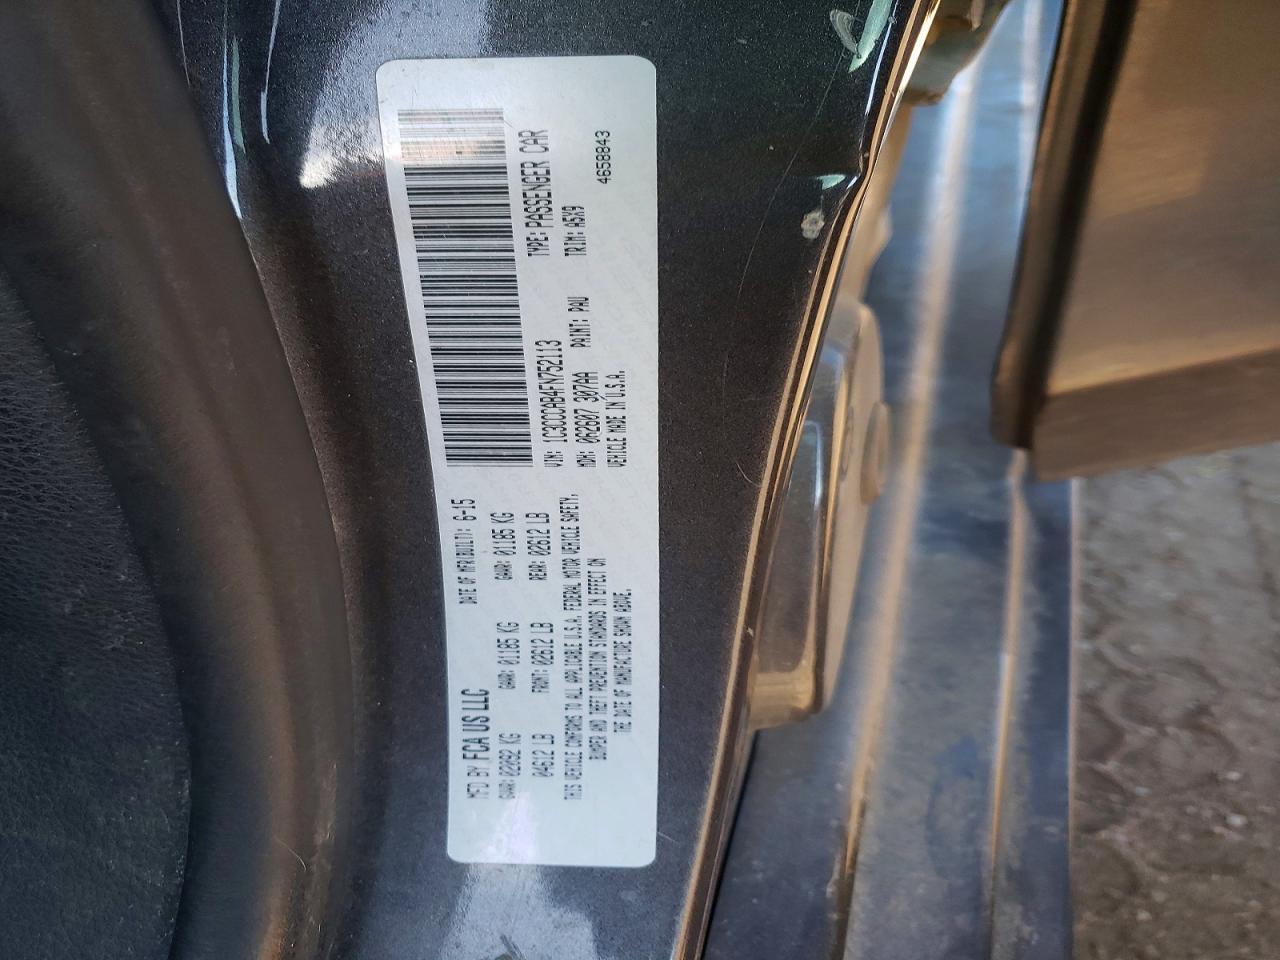 MFD BY FCA US LLC
DATE OF MFR(BUILT): 6-15
GVWR: 02092 KG
GAWR: 01185 KG
GAWR: 01185 KG
04612 LB
FRONT: 02612 LB
REAR: 02612 LB
THIS VEHICLE CONFORMS TO ALL APPLICABLE U.S.A. FEDERAL MOTOR VEHICLE SAFETY,
BUMPER AND THEFT PREVENTION STANDARDS IN EFFECT ON
THE DATE OF MANUFACTURE SHOWN ABOVE.
VIN: 1C3CCCAB4FN752113
TYPE: PASSENGER CAR
MDH: 062607 307AA
PAINT: PAU
TRIM: A5X9
VEHICLE MADE IN U.S.A.
4658843